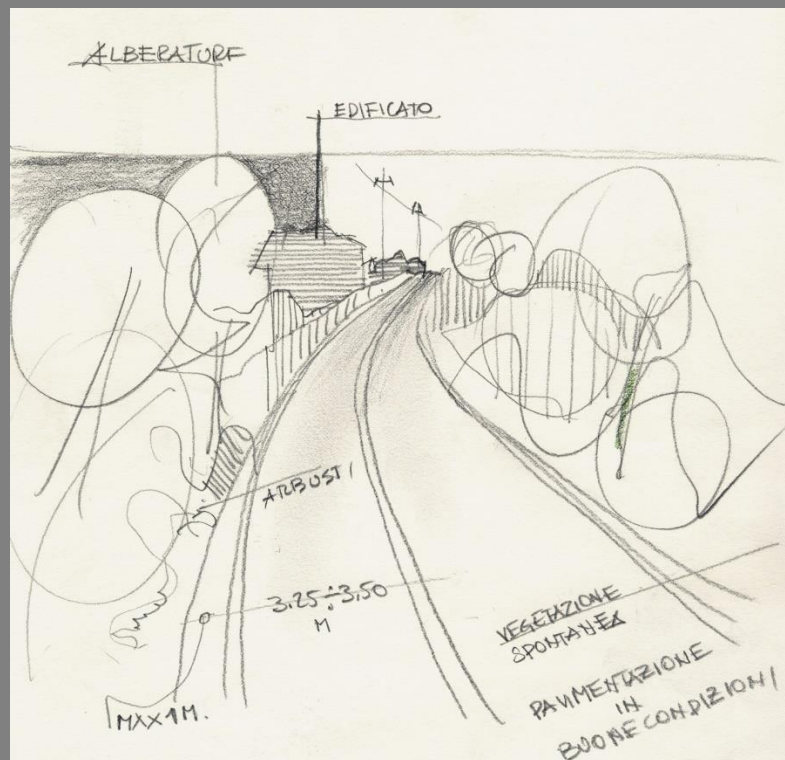 ALBERATURE
EDIFICATO
ARBUSTI
3,25÷3,50
M
VEGETAZIONE
SPONTANEA
PAVIMENTAZIONE
IN
BUONE CONDIZIONI
MAX 1 M.